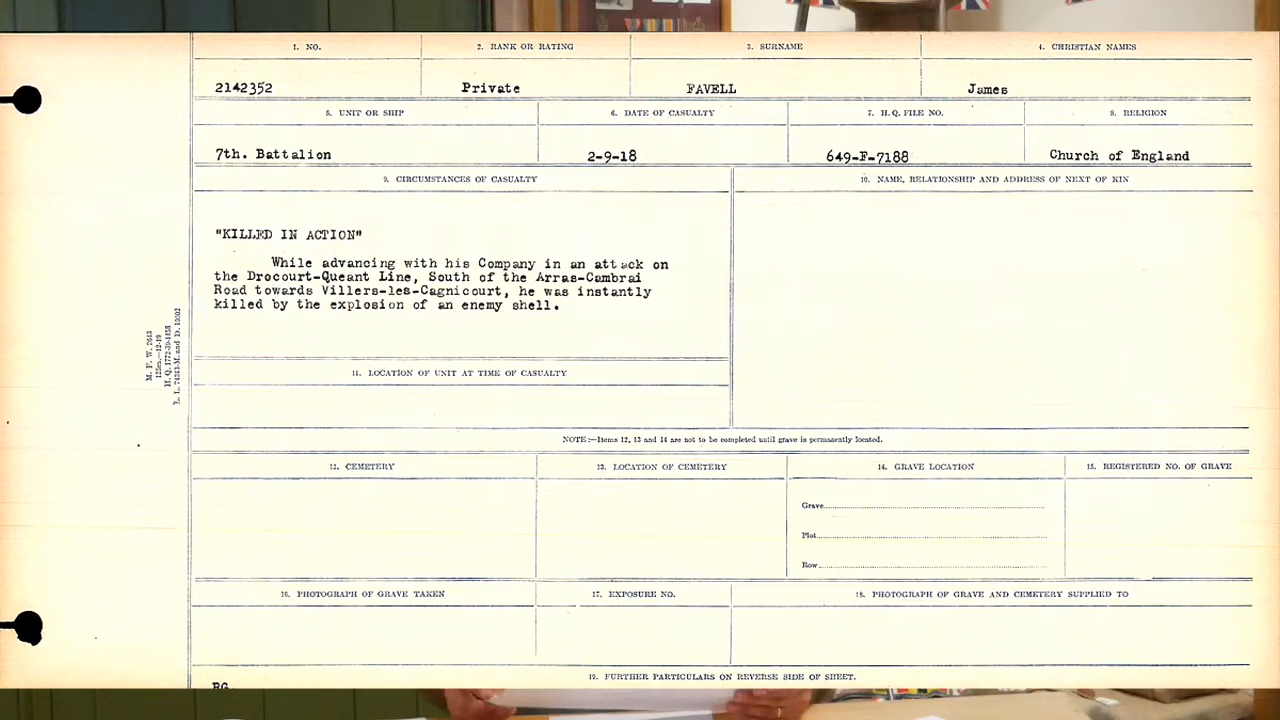 1. NO.
2. RANK OR RATING
3. SURNAME
4. CHRISTIAN NAMES
2142352
Private
FAVELL
James
5. UNIT OR SHIP
6. DATE OF CASUALTY
7. H.Q. FILE NO.
8. RELIGION
7th. Battalion
2-9-18
649-F-7188
Church of England
9. CIRCUMSTANCES OF CASUALTY
10. NAME, RELATIONSHIP AND ADDRESS OF NEXT OF KIN
"KILLED IN ACTION"
While advancing with his Company in an attack on
the Drocourt-Queant Line, South of the Arras-Cambrai
Road towards Villers-les-Cagnicourt, he was instantly
killed by the explosion of an enemy shell.
M. F. W. 2643
125m.—12-19
H. Q. 1772-39-1458
11. LOCATION OF UNIT AT TIME OF CASUALTY
NOTE:—Items 12, 13 and 14 are not to be completed until grave is permanently located.
12. CEMETERY
13. LOCATION OF CEMETERY
14. GRAVE LOCATION
15. REGISTERED NO. OF GRAVE
Grave
Plot
Row
16. PHOTOGRAPH OF GRAVE TAKEN
17. EXPOSURE NO.
18. PHOTOGRAPH OF GRAVE AND CEMETERY SUPPLIED TO
19. FURTHER PARTICULARS ON REVERSE SIDE OF SHEET.